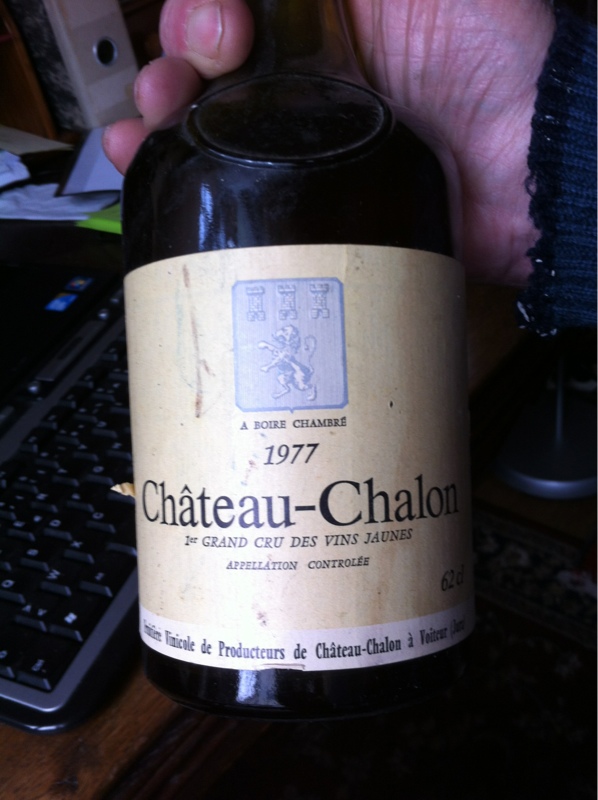 A BOIRE CHAMBRÉ
1977
Château-Chalon
1er GRAND CRU DES VINS JAUNES
APPELLATION CONTROLÉE
62 cl
Vinicole de Producteurs de Château-Chalon à Voiteur (Jura)